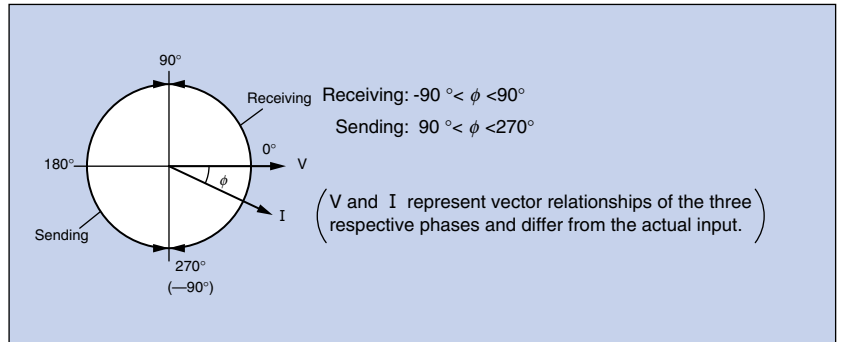 90°
Receiving
Receiving: -90 °< ϕ <90°
Sending: 90 °< ϕ <270°
0°
180°
V
ϕ
I
(V and I represent vector relationships of the three
respective phases and differ from the actual input.)
Sending
270°
(—90°)